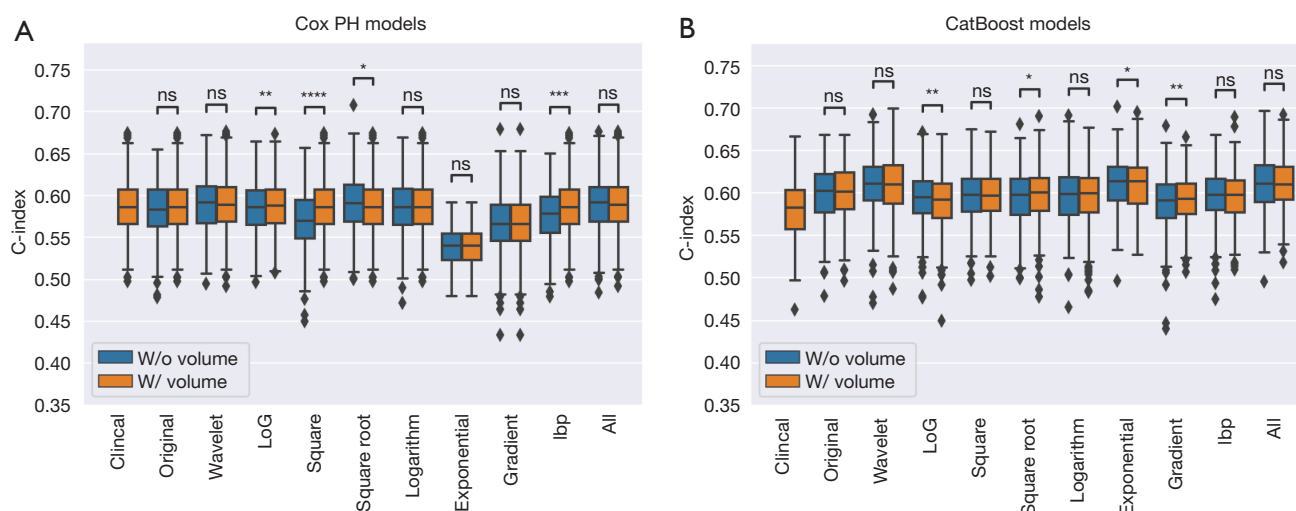 A
Cox PH models
C-index
0.75
0.70
0.65
0.60
0.55
0.50
0.45
0.40
0.35
ns
ns
**
****
*
ns
ns
ns
***
ns
W/o volume
W/ volume
Clincal
Original
Wavelet
LoG
Square
Square root
Logarithm
Exponential
Gradient
lbp
All
B
CatBoost models
C-index
0.75
0.70
0.65
0.60
0.55
0.50
0.45
0.40
0.35
ns
ns
**
ns
*
ns
*
**
ns
ns
W/o volume
W/ volume
Clinical
Original
Wavelet
LoG
Square
Square root
Logarithm
Exponential
Gradient
lbp
All